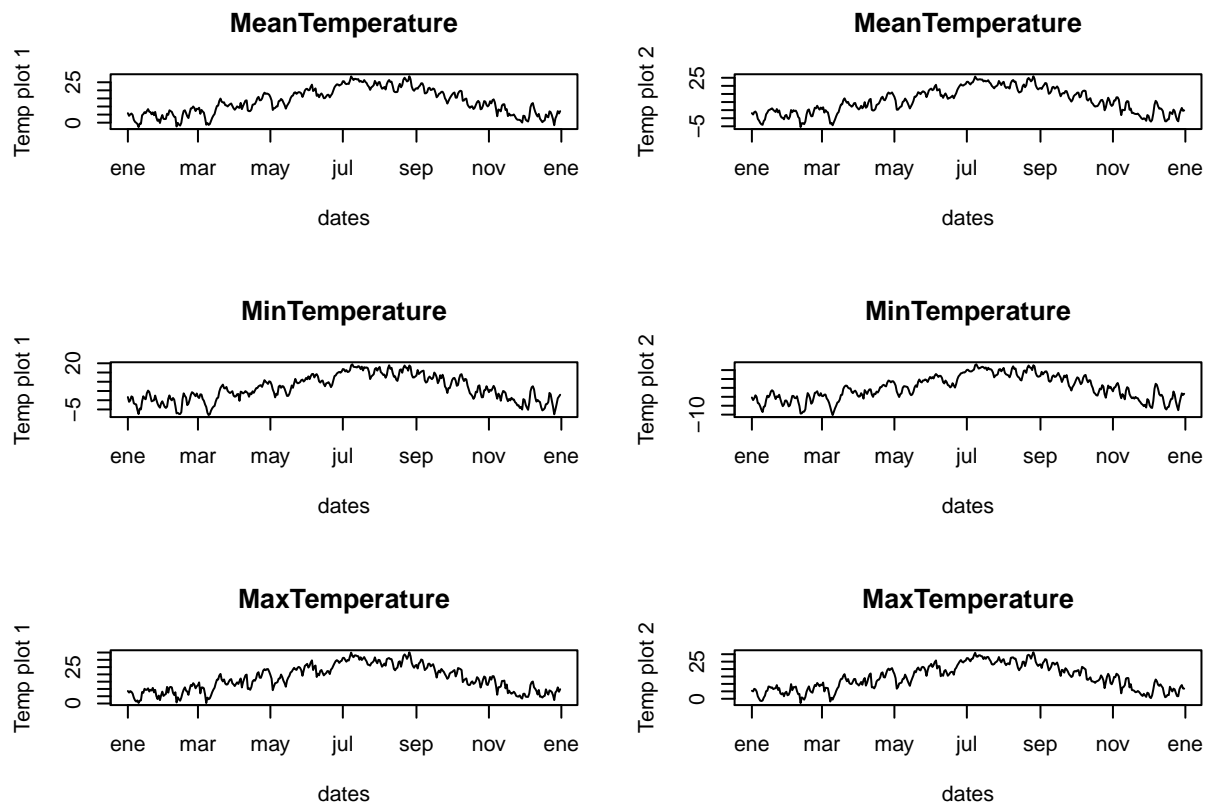 MeanTemperature
Temp plot 1
25
0
ene mar may jul sep nov ene
dates
MeanTemperature
Temp plot 2
25
−5
ene mar may jul sep nov ene
dates
MinTemperature
Temp plot 1
20
−5
ene mar may jul sep nov ene
dates
MinTemperature
Temp plot 2
−10
ene mar may jul sep nov ene
dates
MaxTemperature
Temp plot 1
25
0
ene mar may jul sep nov ene
dates
MaxTemperature
Temp plot 2
25
0
ene mar may jul sep nov ene
dates